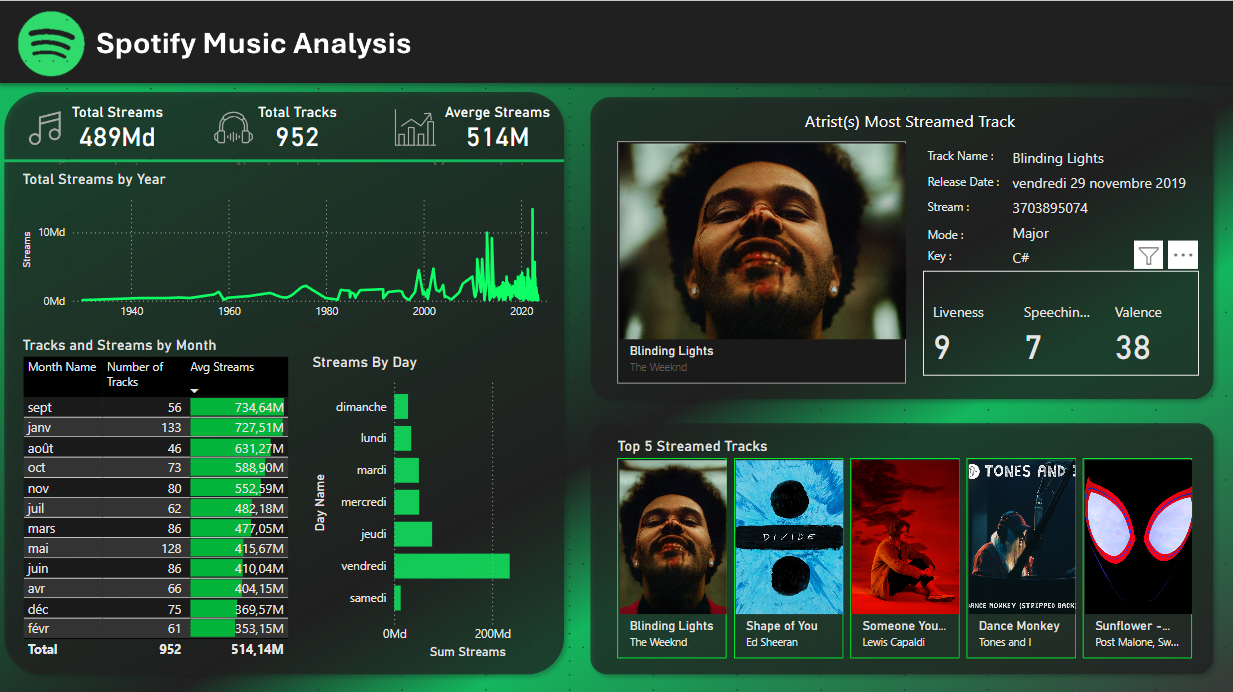 Spotify Music Analysis
Total Streams
489Md
Total Tracks
952
Averge Streams
514M
Total Streams by Year
Streams
10Md
0Md
1940 1960 1980 2000 2020
Tracks and Streams by Month
Month Name Number of Tracks Avg Streams
sept 56 734,64M
janv 133 727,51M
août 46 631,27M
oct 73 588,90M
nov 80 552,59M
juil 62 482,18M
mars 86 477,05M
mai 128 415,67M
juin 86 410,04M
avr 66 404,15M
déc 75 369,57M
févr 61 353,15M
Total 952 514,14M
Streams By Day
Day Name
dimanche
lundi
mardi
mercredi
jeudi
vendredi
samedi
0Md 200Md
Sum Streams
Atrist(s) Most Streamed Track
Blinding Lights
The Weeknd
Track Name : Blinding Lights
Release Date : vendredi 29 novembre 2019
Stream : 3703895074
Mode : Major
Key : C#
Liveness Speechin... Valence
9 7 38
Top 5 Streamed Tracks
Blinding Lights
The Weeknd
DIVIDE
Shape of You
Ed Sheeran
Someone You...
Lewis Capaldi
TONES AND I
DANCE MONKEY (STRIPPED BACK)
Dance Monkey
Tones and I
Sunflower -...
Post Malone, Sw...